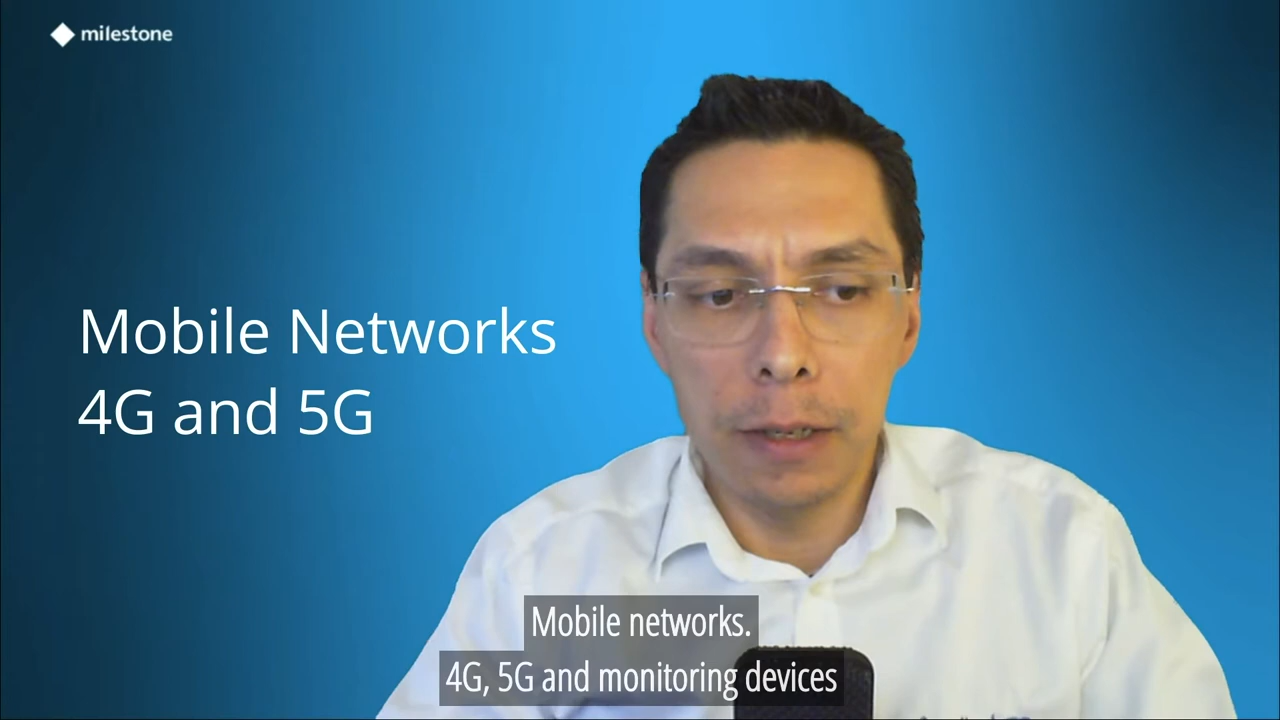 milestone
Mobile Networks
4G and 5G
Mobile networks.
4G, 5G and monitoring devices